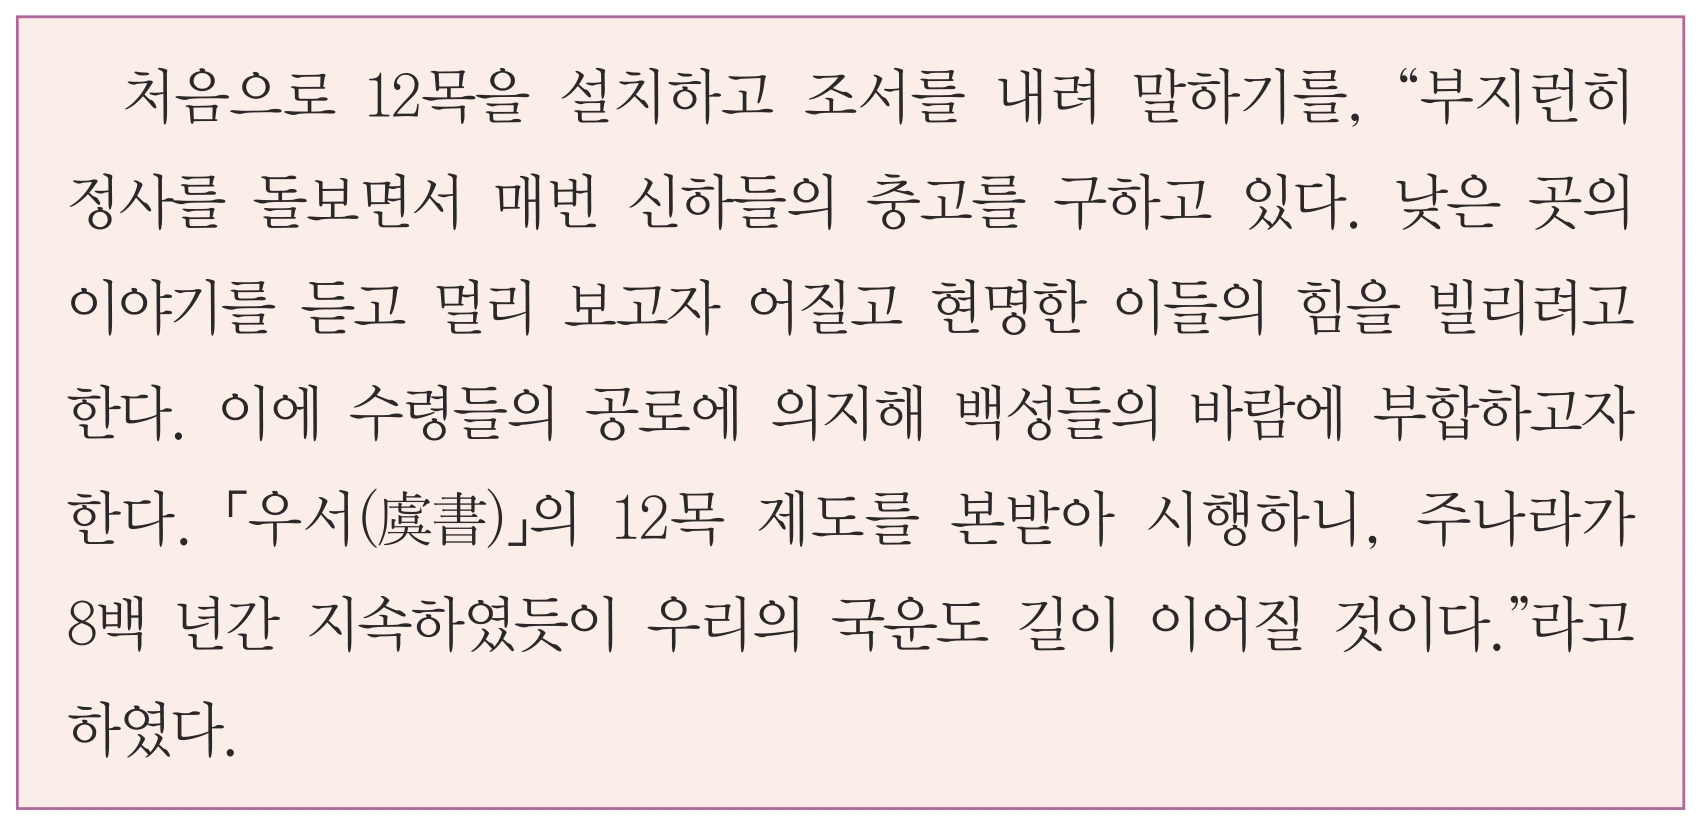 처음으로 12목을 설치하고 조서를 내려 말하기를, “부지런히
정사를 돌보면서 매번 신하들의 충고를 구하고 있다. 낮은 곳의
이야기를 듣고 멀리 보고자 어질고 현명한 이들의 힘을 빌리려고
한다. 이에 수령들의 공로에 의지해 백성들의 바람에 부합하고자
한다. 「우서(虞書)」의 12목 제도를 본받아 시행하니, 주나라가
8백 년간 지속하였듯이 우리의 국운도 길이 이어질 것이다.”라고
하였다.